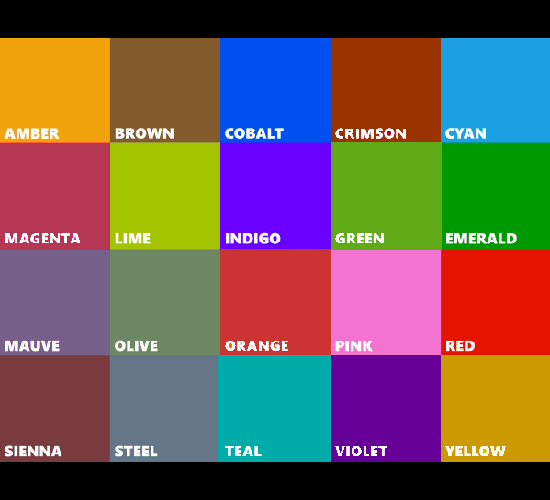 AMBER BROWN COBALT CRIMSON CYAN
MAGENTA LIME INDIGO GREEN EMERALD
MAUVE OLIVE ORANGE PINK RED
SIENNA STEEL TEAL VIOLET YELLOW